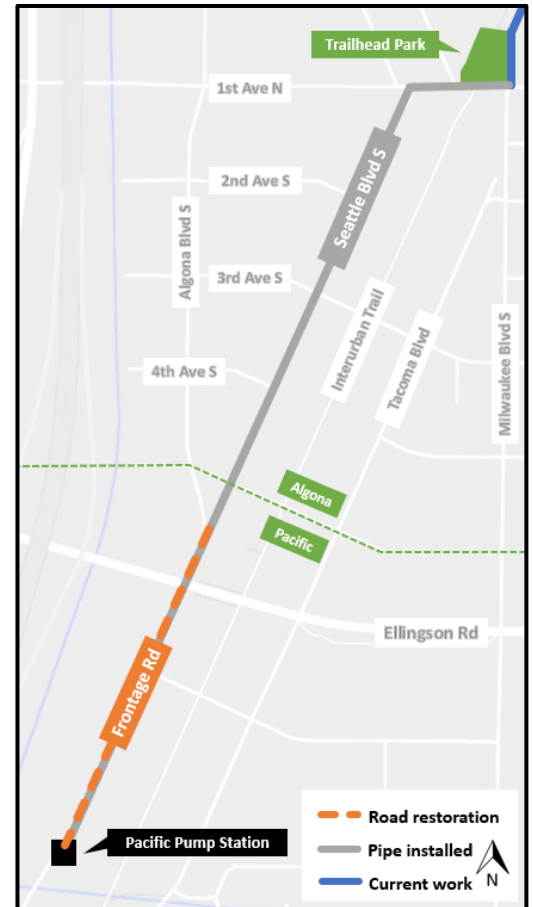 Trailhead Park
1st Ave N
2nd Ave S
Seattle Blvd S
Algona Blvd S
3rd Ave S
Interurban Trail
Tacoma Blvd
Milwaukee Blvd S
4th Ave S
Algona
Pacific
Ellingson Rd
Frontage Rd
Pacific Pump Station
Road restoration
Pipe installed
Current work
N